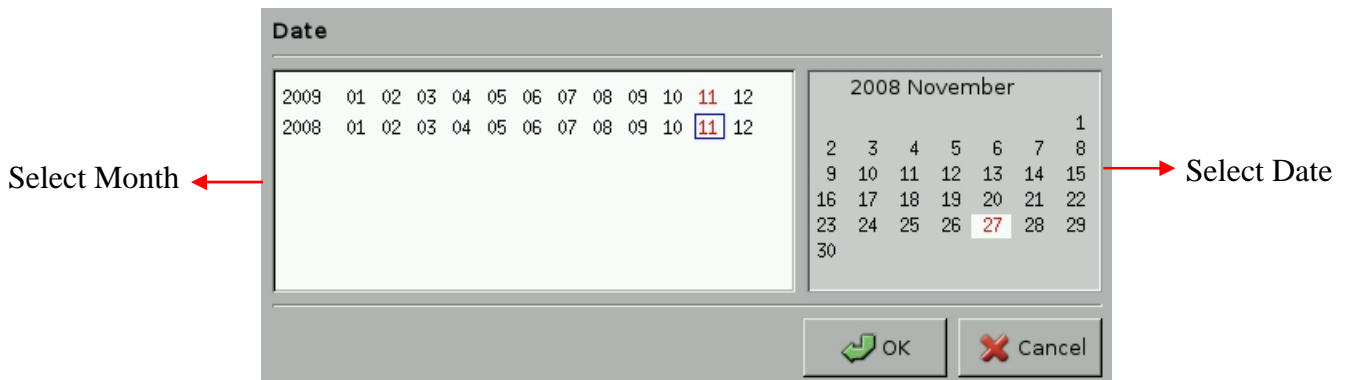 Date
2009 01 02 03 04 05 06 07 08 09 10 11 12
2008 01 02 03 04 05 06 07 08 09 10 11 12
Select Month
2008 November
1
2 3 4 5 6 7 8
9 10 11 12 13 14 15
16 17 18 19 20 21 22
23 24 25 26 27 28 29
30
Select Date
OK Cancel